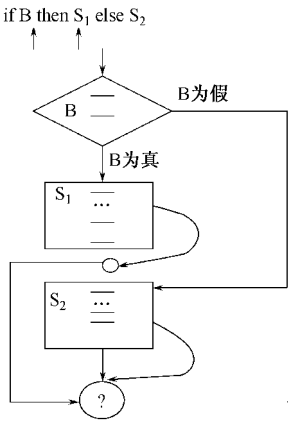 if B then S₁ else S₂
B为假
B
B为真
S₁
...
S₂
...
?